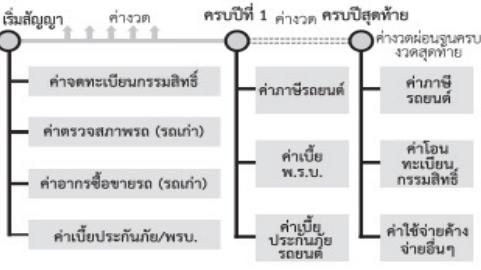 เริ่มสัญญา
ค่างวด
ครบปีที่ 1
ค่างวด
ครบปีสุดท้าย
ค่างวดผ่อนจนครบ
งวดสุดท้าย
ค่าจดทะเบียนกรรมสิทธิ์
ค่าตรวจสภาพรถ (รถเก่า)
ค่าอากรซื้อขายรถ (รถเก่า)
ค่าเบี้ยประกันภัย/พรบ.
ค่าภาษีรถยนต์
ค่าเบี้ย
พ.ร.บ.
ค่าเบี้ย
ประกันภัย
รถยนต์
ค่าภาษี
รถยนต์
ค่าโอน
ทะเบียน
กรรมสิทธิ์
ค่าใช้จ่ายค้าง
จ่ายอื่นๆ